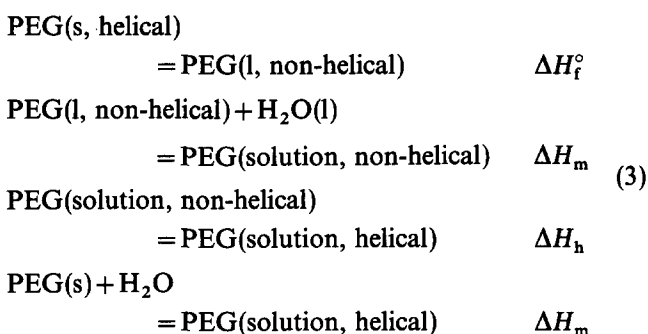 PEG(s, helical)
= PEG(l, non-helical) ΔH°f
PEG(l, non-helical) + H₂O(l)
= PEG(solution, non-helical) ΔHm
(3)
PEG(solution, non-helical)
= PEG(solution, helical) ΔHh
PEG(s) + H₂O
= PEG(solution, helical) ΔHm